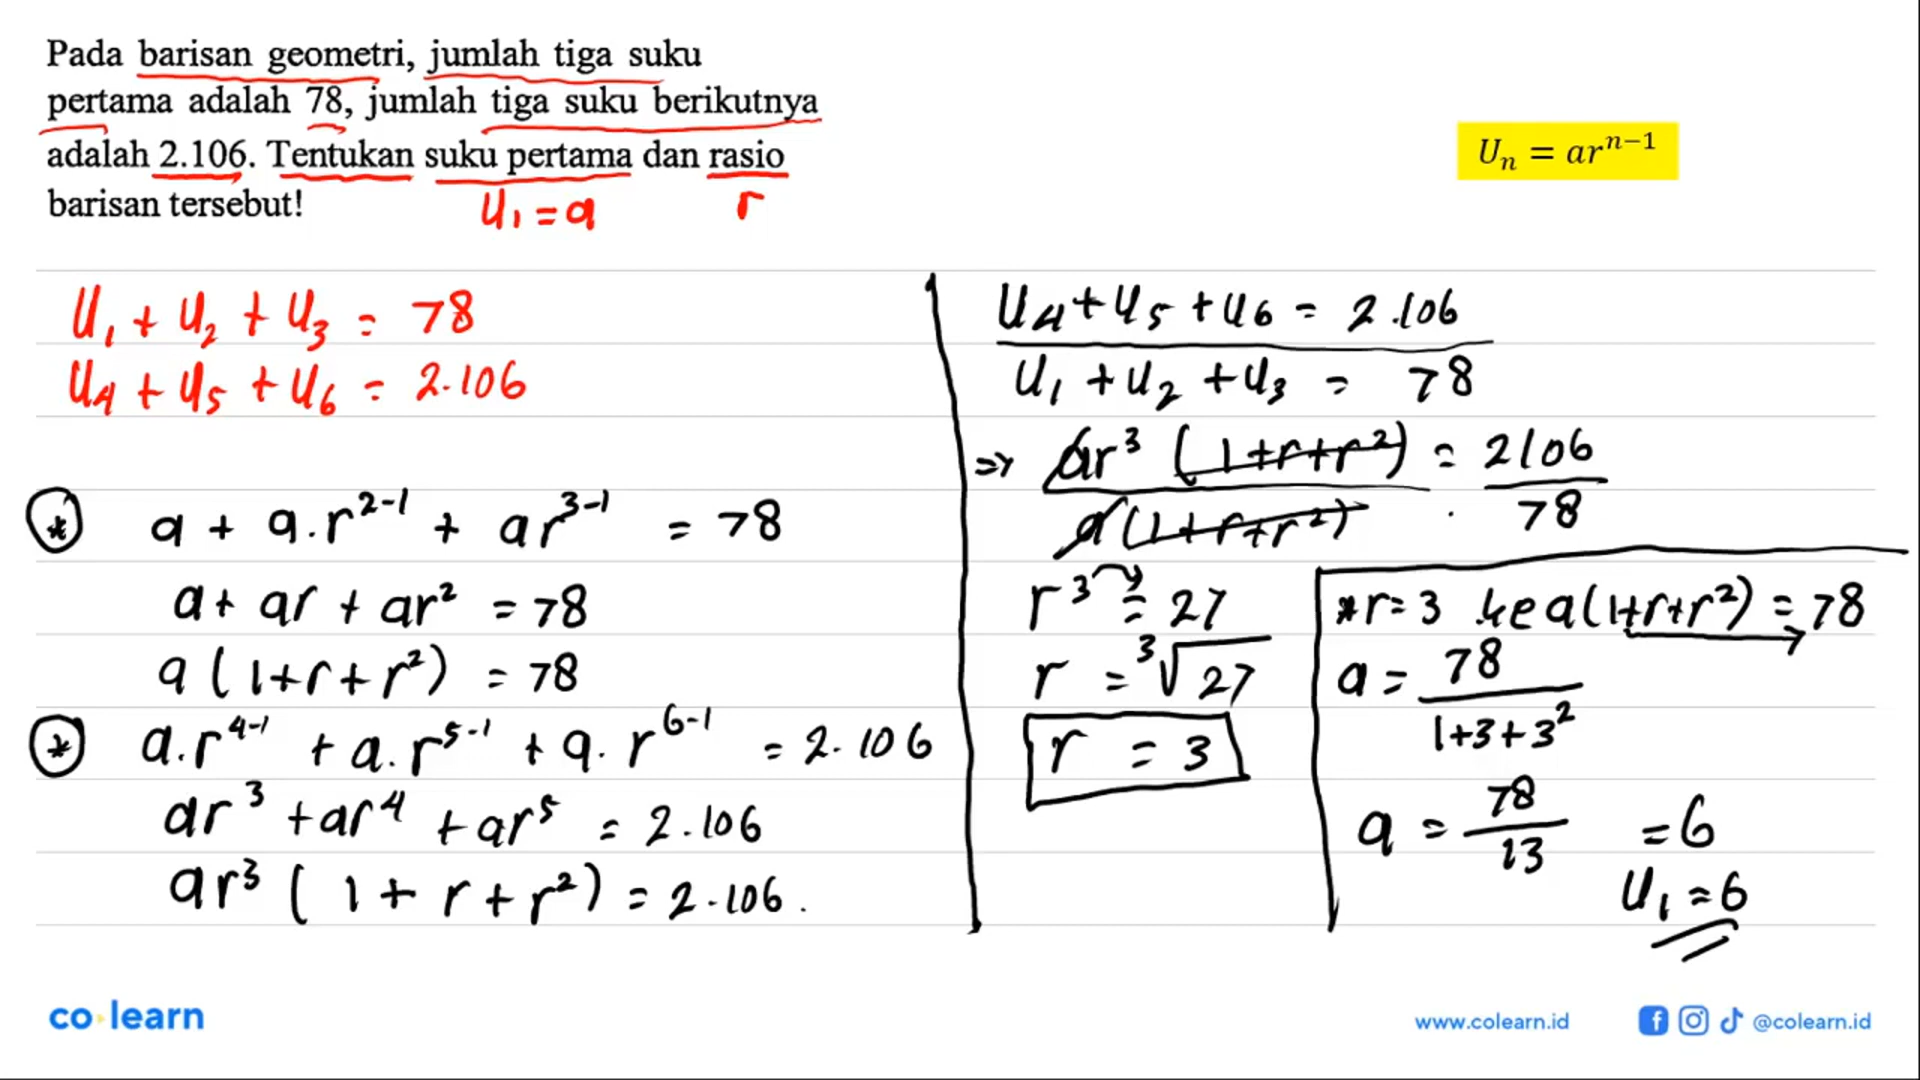 Pada barisan geometri, jumlah tiga suku
pertama adalah 78, jumlah tiga suku berikutnya
adalah 2.106. Tentukan suku pertama dan rasio
barisan tersebut!
U₁ = a r
Uₙ = arⁿ⁻¹
U₁ + U₂ + U₃ = 78
U₄ + U₅ + U₆ = 2.106
* a + a.r²⁻¹ + ar³⁻¹ = 78
a + ar + ar² = 78
a (1+r+r²) = 78
* a.r⁴⁻¹ + a.r⁵⁻¹ + a.r⁶⁻¹ = 2.106
ar³ + ar⁴ + ar⁵ = 2.106
ar³ (1 + r + r²) = 2.106.
U₄ + U₅ + U₆ = 2.106
U₁ + U₂ + U₃ = 78
=> ar³ (1+r+r²) = 2106
a(1+r+r²) 78
r³ = 27
r = ³√27
r = 3
*r=3 ke a(1+r+r²) = 78
a = 78
1+3+3²
a = 78 = 6
13
U₁ = 6
co learn
www.colearn.id
@colearn.id